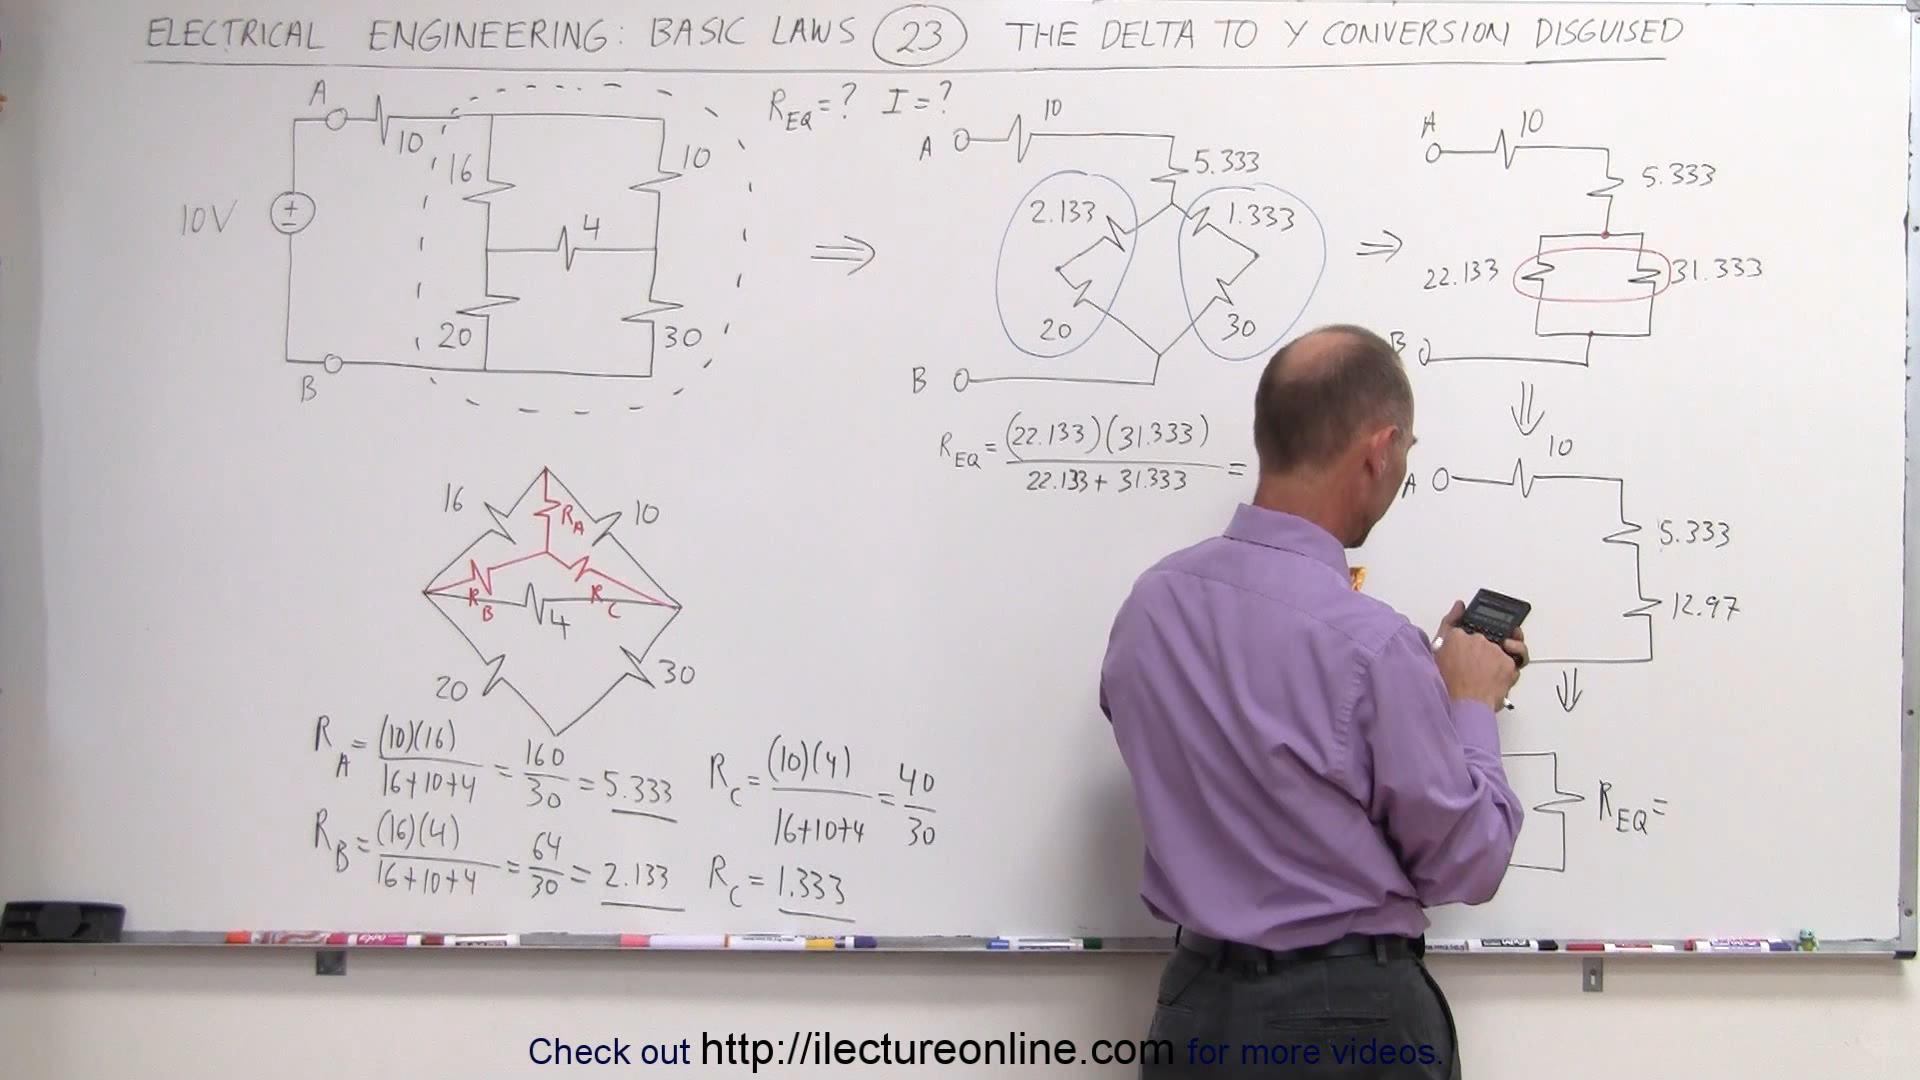 ELECTRICAL ENGINEERING: BASIC LAWS 23 THE DELTA TO Y CONVERSION DISGUISED
R_EQ = ? I = ?
A
10
16
10
10V
4
20
30
B
⇒
A
10
5.333
2.133
1.333
20
30
B
⇒
A
10
5.333
22.133
31.333
B
⇓
R_EQ = (22.133)(31.333) / 22.133 + 31.333 =
10
A
5.333
12.97
⇓
R_EQ =
16
10
R_A
R_B
R_C
4
20
30
R_A = (10)(16) / 16+10+4 = 160/30 = 5.333
R_B = (16)(4) / 16+10+4 = 64/30 = 2.133
R_C = (10)(4) / 16+10+4 = 40/30
R_C = 1.333
Check out http://ilectureonline.com for more videos.